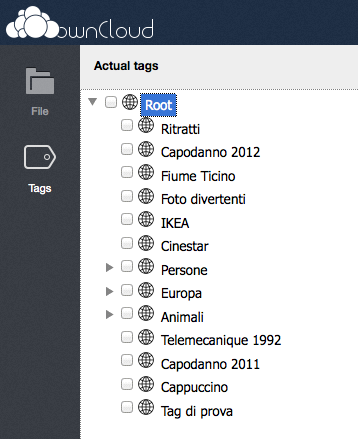 ownCloud
Actual tags
File
Tags
Root
Ritratti
Capodanno 2012
Fiume Ticino
Foto divertenti
IKEA
Cinestar
Persone
Europa
Animali
Telemecanique 1992
Capodanno 2011
Cappuccino
Tag di prova